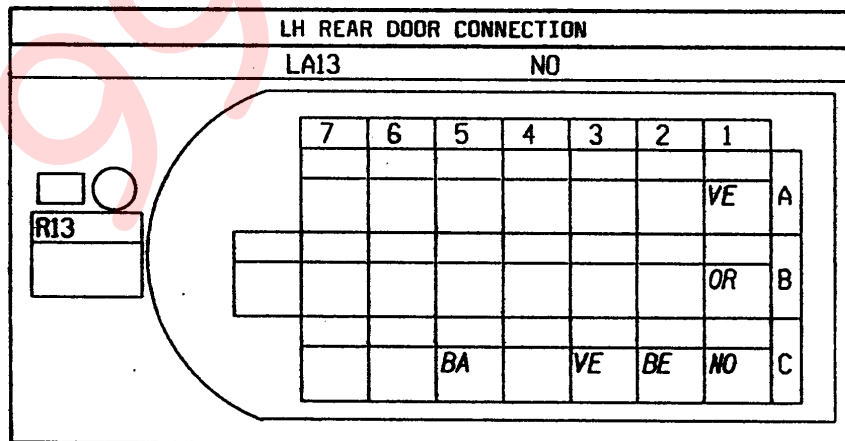 LH REAR DOOR CONNECTION
LA13 NO
7 6 5 4 3 2 1
VE A
R13
OR B
BA VE BE NO C